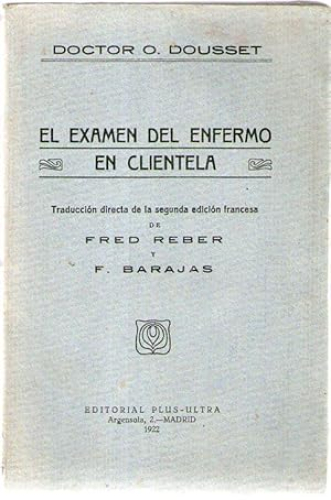 DOCTOR O. DOUSSET
EL EXAMEN DEL ENFERMO
EN CLIENTELA
Traducción directa de la segunda edición francesa
DE
FRED REBER
Y
F. BARAJAS
EDITORIAL PLUS-ULTRA
Argensola, 2.—MADRID
1922